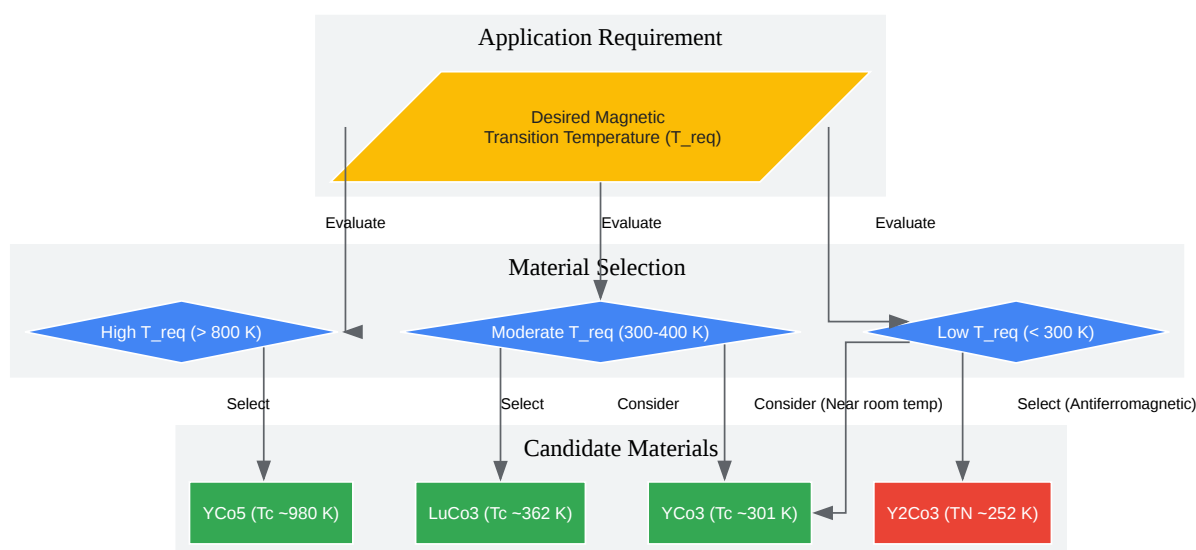 Application Requirement
Desired Magnetic
Transition Temperature (T_req)
Evaluate
Evaluate
Evaluate
Material Selection
High T_req (> 800 K)
Moderate T_req (300-400 K)
Low T_req (< 300 K)
Select
Select
Consider
Consider (Near room temp)
Select (Antiferromagnetic)
Candidate Materials
YCo5 (Tc ~980 K)
LuCo3 (Tc ~362 K)
YCo3 (Tc ~301 K)
Y2Co3 (TN ~252 K)